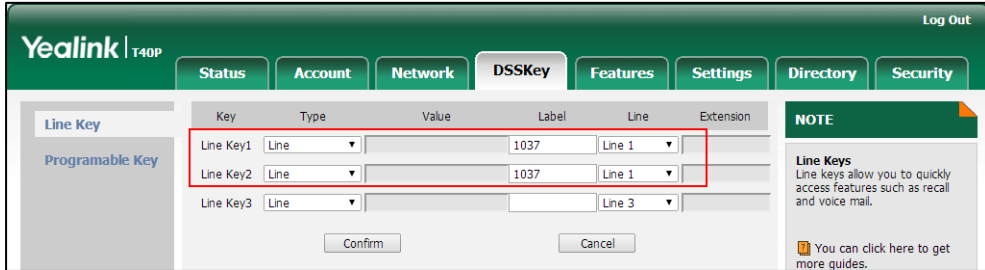 Log Out
Yealink T40P
Status Account Network DSSKey Features Settings Directory Security
Line Key
Programable Key
Key Type Value Label Line Extension
Line Key1 Line 1037 Line 1
Line Key2 Line 1037 Line 1
Line Key3 Line Line 3
Confirm Cancel
NOTE
Line Keys
Line keys allow you to quickly
access features such as recall
and voice mail.
You can click here to get
more guides.